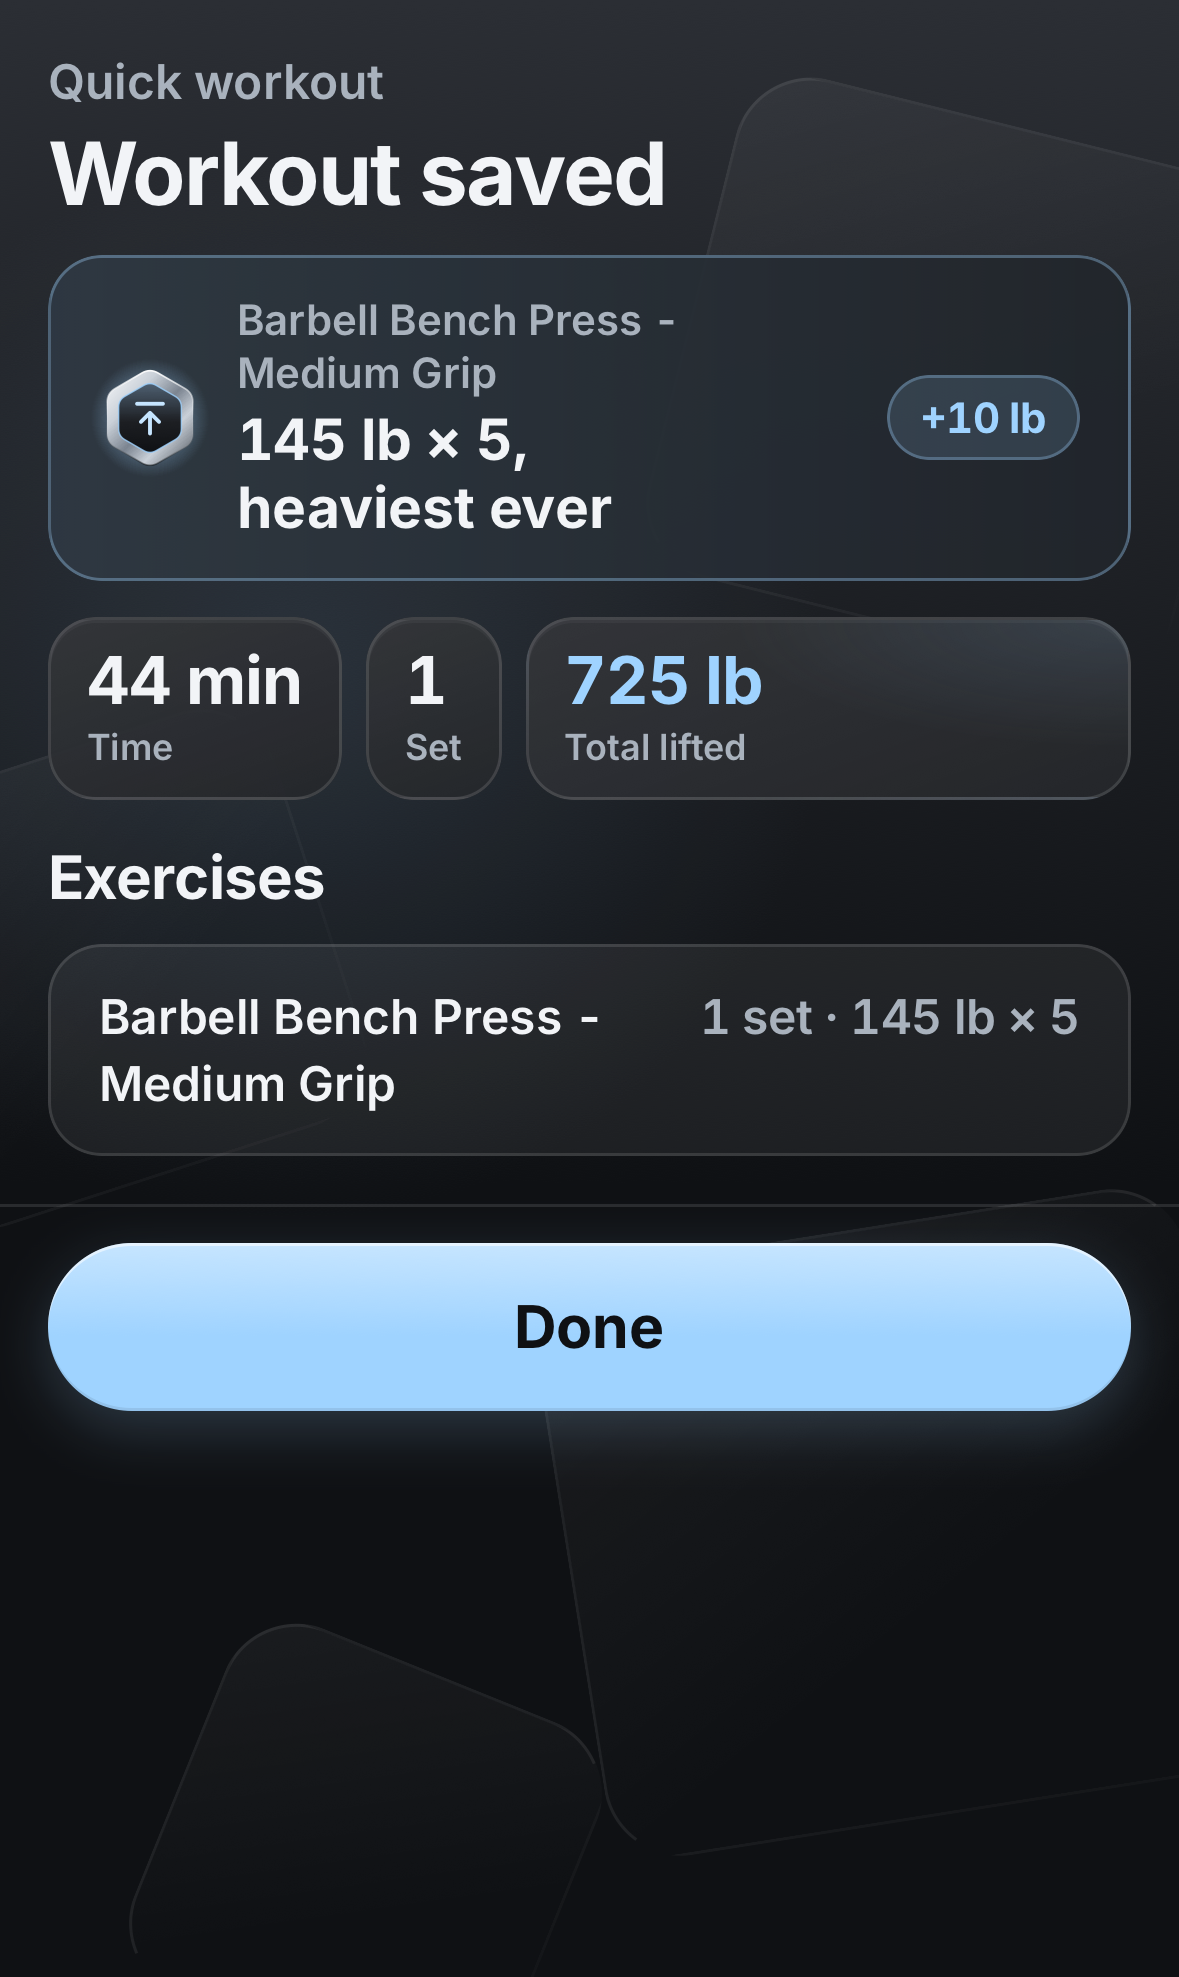 Quick workout
Workout saved
Barbell Bench Press -
Medium Grip
145 lb × 5,
heaviest ever
+10 lb
44 min
Time
1
Set
725 lb
Total lifted
Exercises
Barbell Bench Press -
Medium Grip
1 set · 145 lb × 5
Done